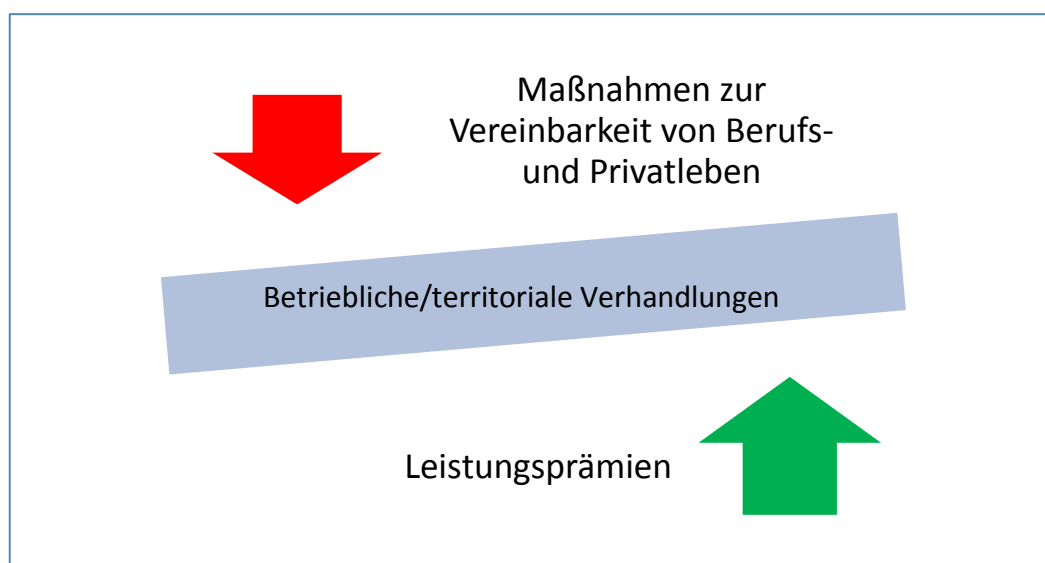 Maßnahmen zur
Vereinbarkeit von Berufs-
und Privatleben
Betriebliche/territoriale Verhandlungen
Leistungsprämien